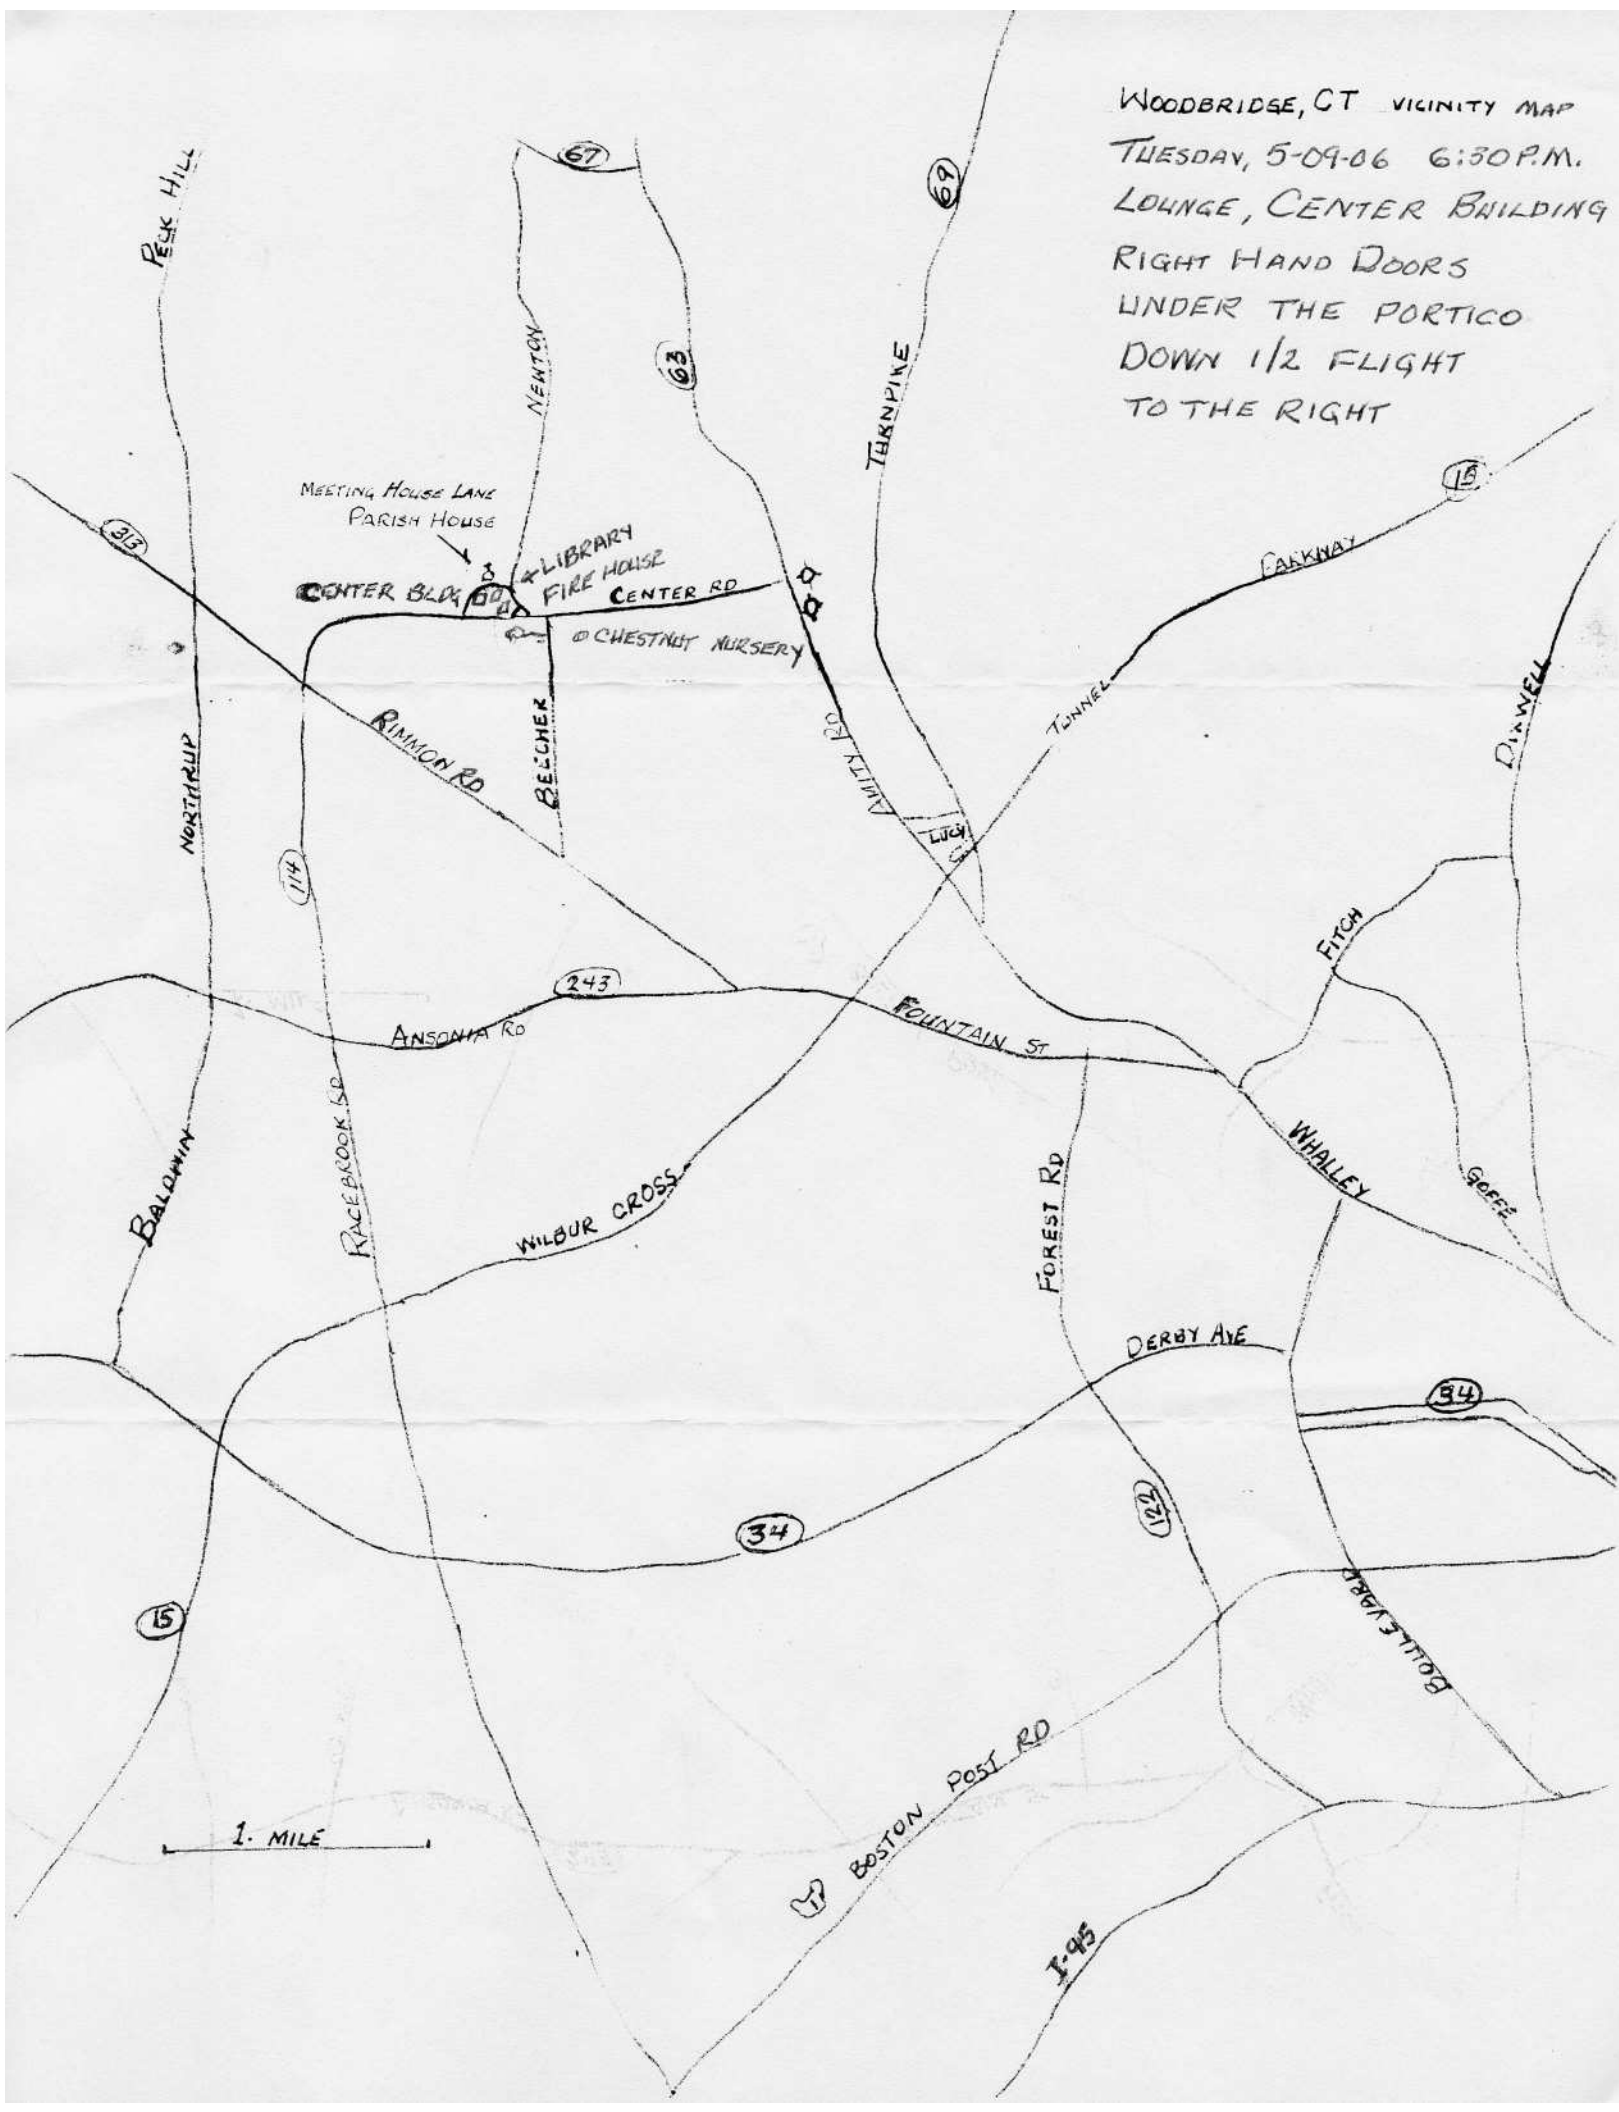 WOODBRIDGE, CT VICINITY MAP
TUESDAY, 5-09-06 6:30 P.M.
LOUNGE, CENTER BUILDING
RIGHT HAND DOORS
UNDER THE PORTICO
DOWN 1/2 FLIGHT
TO THE RIGHT
PECK HILL
67
69
63
NEWTON
TURNPIKE
15
MEETING HOUSE LANE
PARISH HOUSE
313
LIBRARY
FIRE HOUSE
CENTER BLDG
CENTER RD
CHESTNUT NURSERY
PARKWAY
TUNNEL
DIXWELL
NORTHRUP
RIMMON RD
BEECHER
AMITY RD
LUCY
114
FITCH
243
ANSONIA RD
FOUNTAIN ST
RACEBROOK RD
BALDWIN
WILBUR CROSS
FOREST RD
WHALLEY
GOFFE
DERBY AVE
34
122
34
15
BOULEVARD
1. MILE
BOSTON POST RD
1
I-95